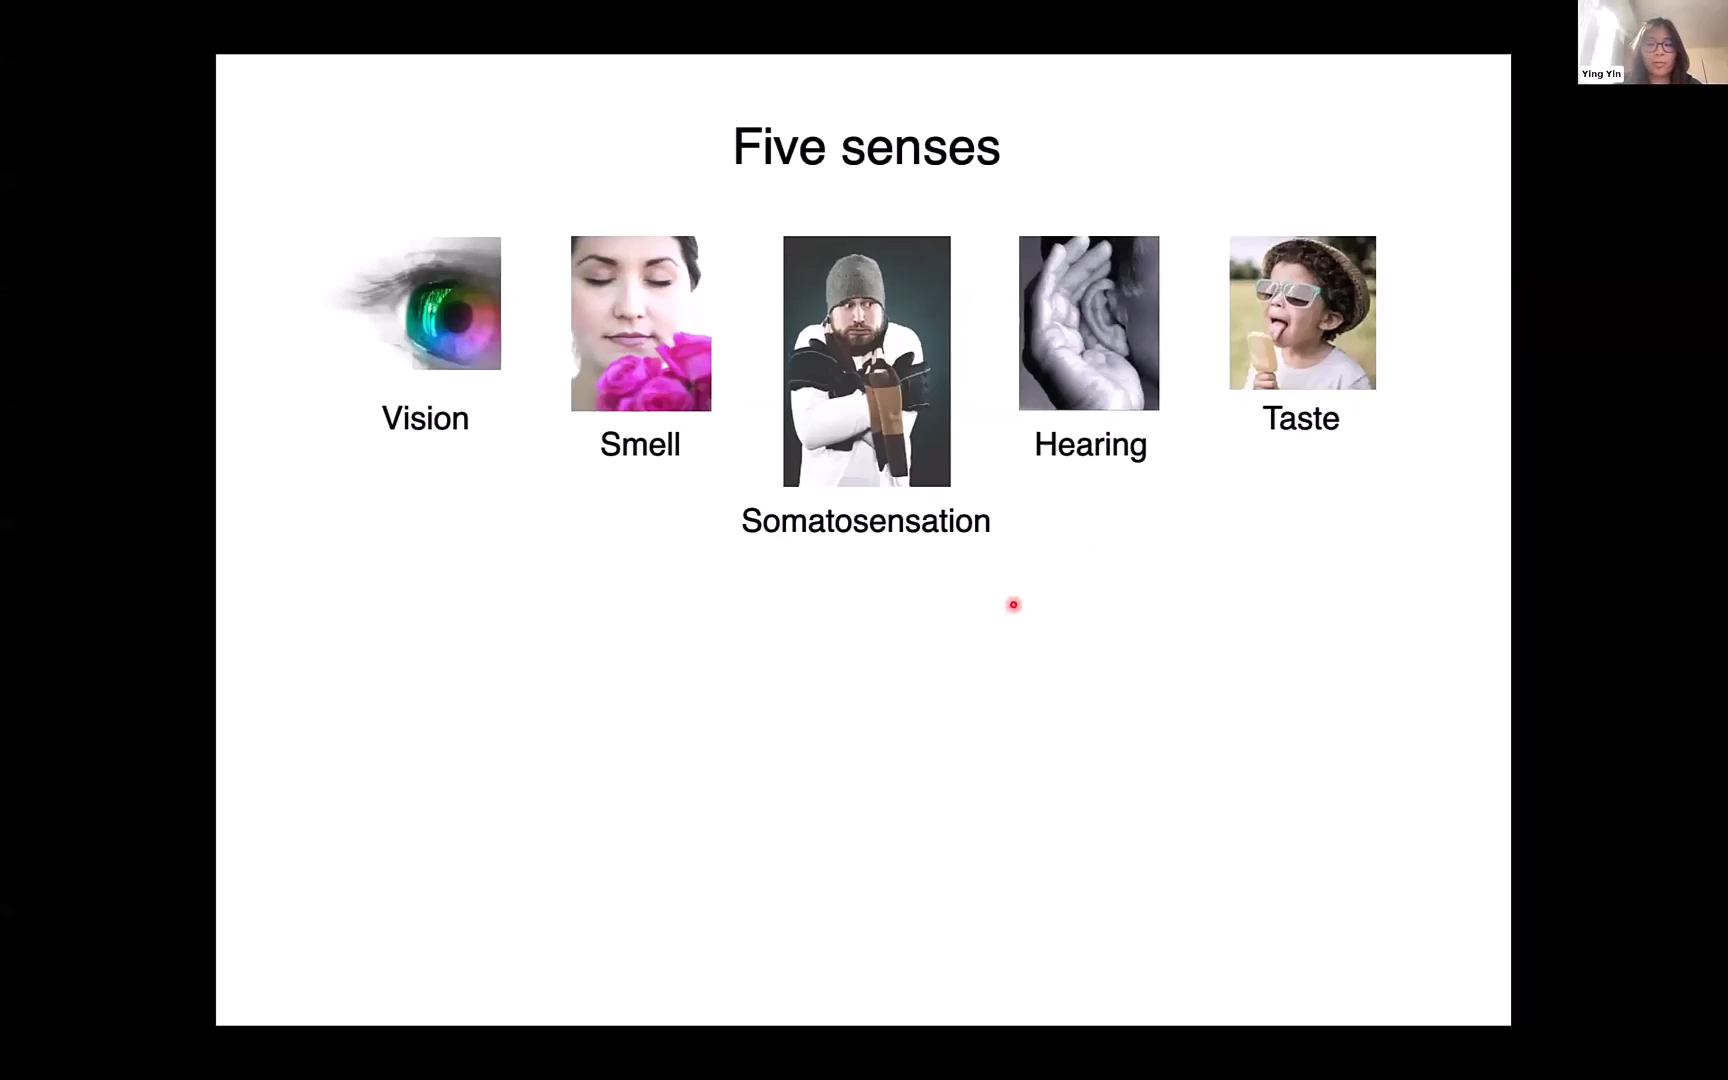 Five senses
Vision
Smell
Somatosensation
Hearing
Taste
Ying Yin